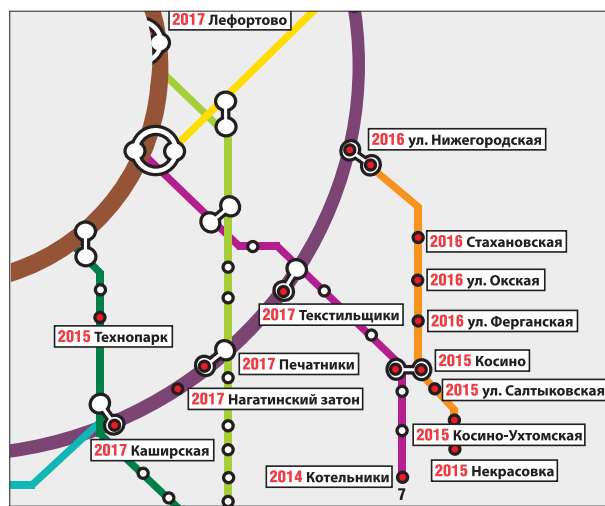 2017 Лефортово
2016 ул. Нижегородская
2016 Стахановская
2016 ул. Окская
2017 Текстильщики
2016 ул. Ферганская
2015 Технопарк
2017 Печатники
2015 Косино
2015 ул. Салтыковская
2017 Нагатинский затон
2015 Косино-Ухтомская
2017 Каширская
2015 Некрасовка
2014 Котельники
7